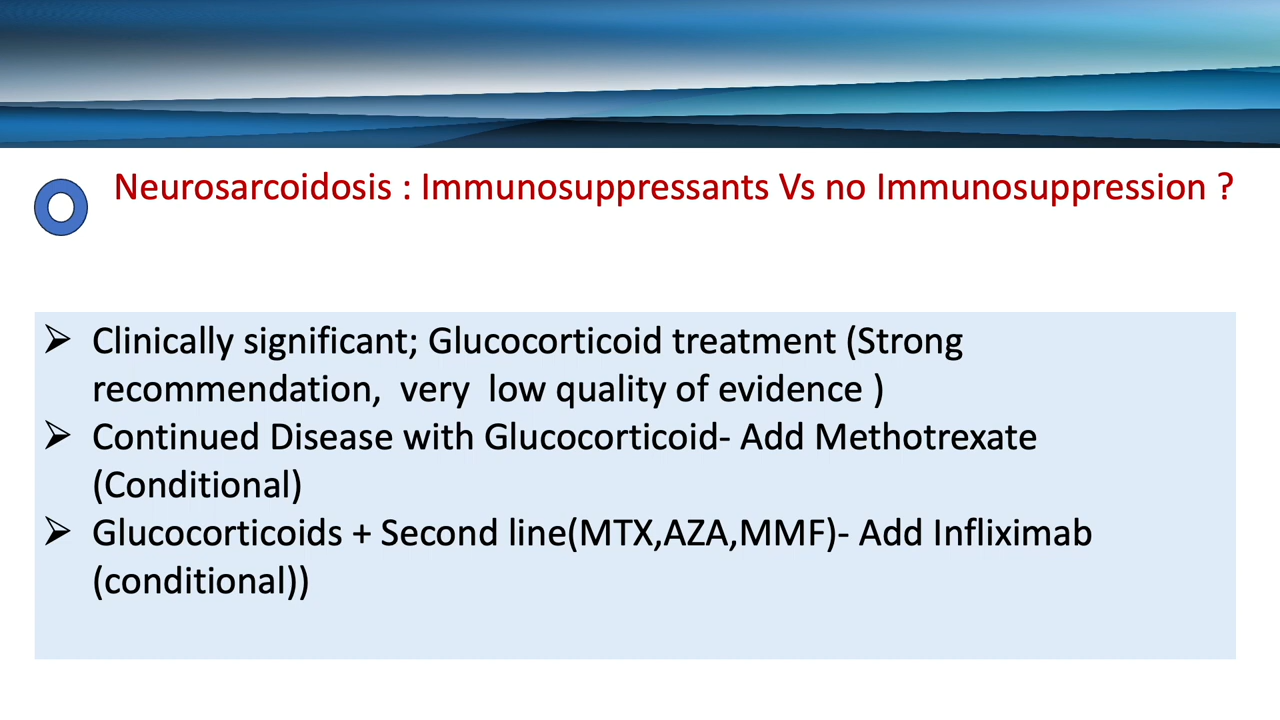 Neurosarcoidosis : Immunosuppressants Vs no Immunosuppression ?
➢ Clinically significant; Glucocorticoid treatment (Strong
recommendation, very low quality of evidence )
➢ Continued Disease with Glucocorticoid- Add Methotrexate
(Conditional)
➢ Glucocorticoids + Second line(MTX,AZA,MMF)- Add Infliximab
(conditional))